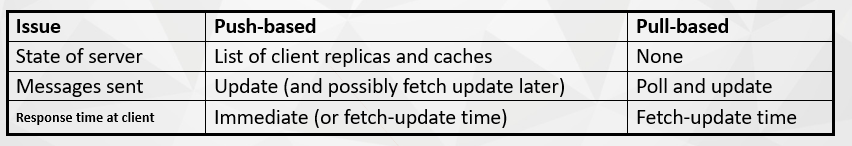 Issue Push-based Pull-based
State of server List of client replicas and caches None
Messages sent Update (and possibly fetch update later) Poll and update
Response time at client Immediate (or fetch-update time) Fetch-update time